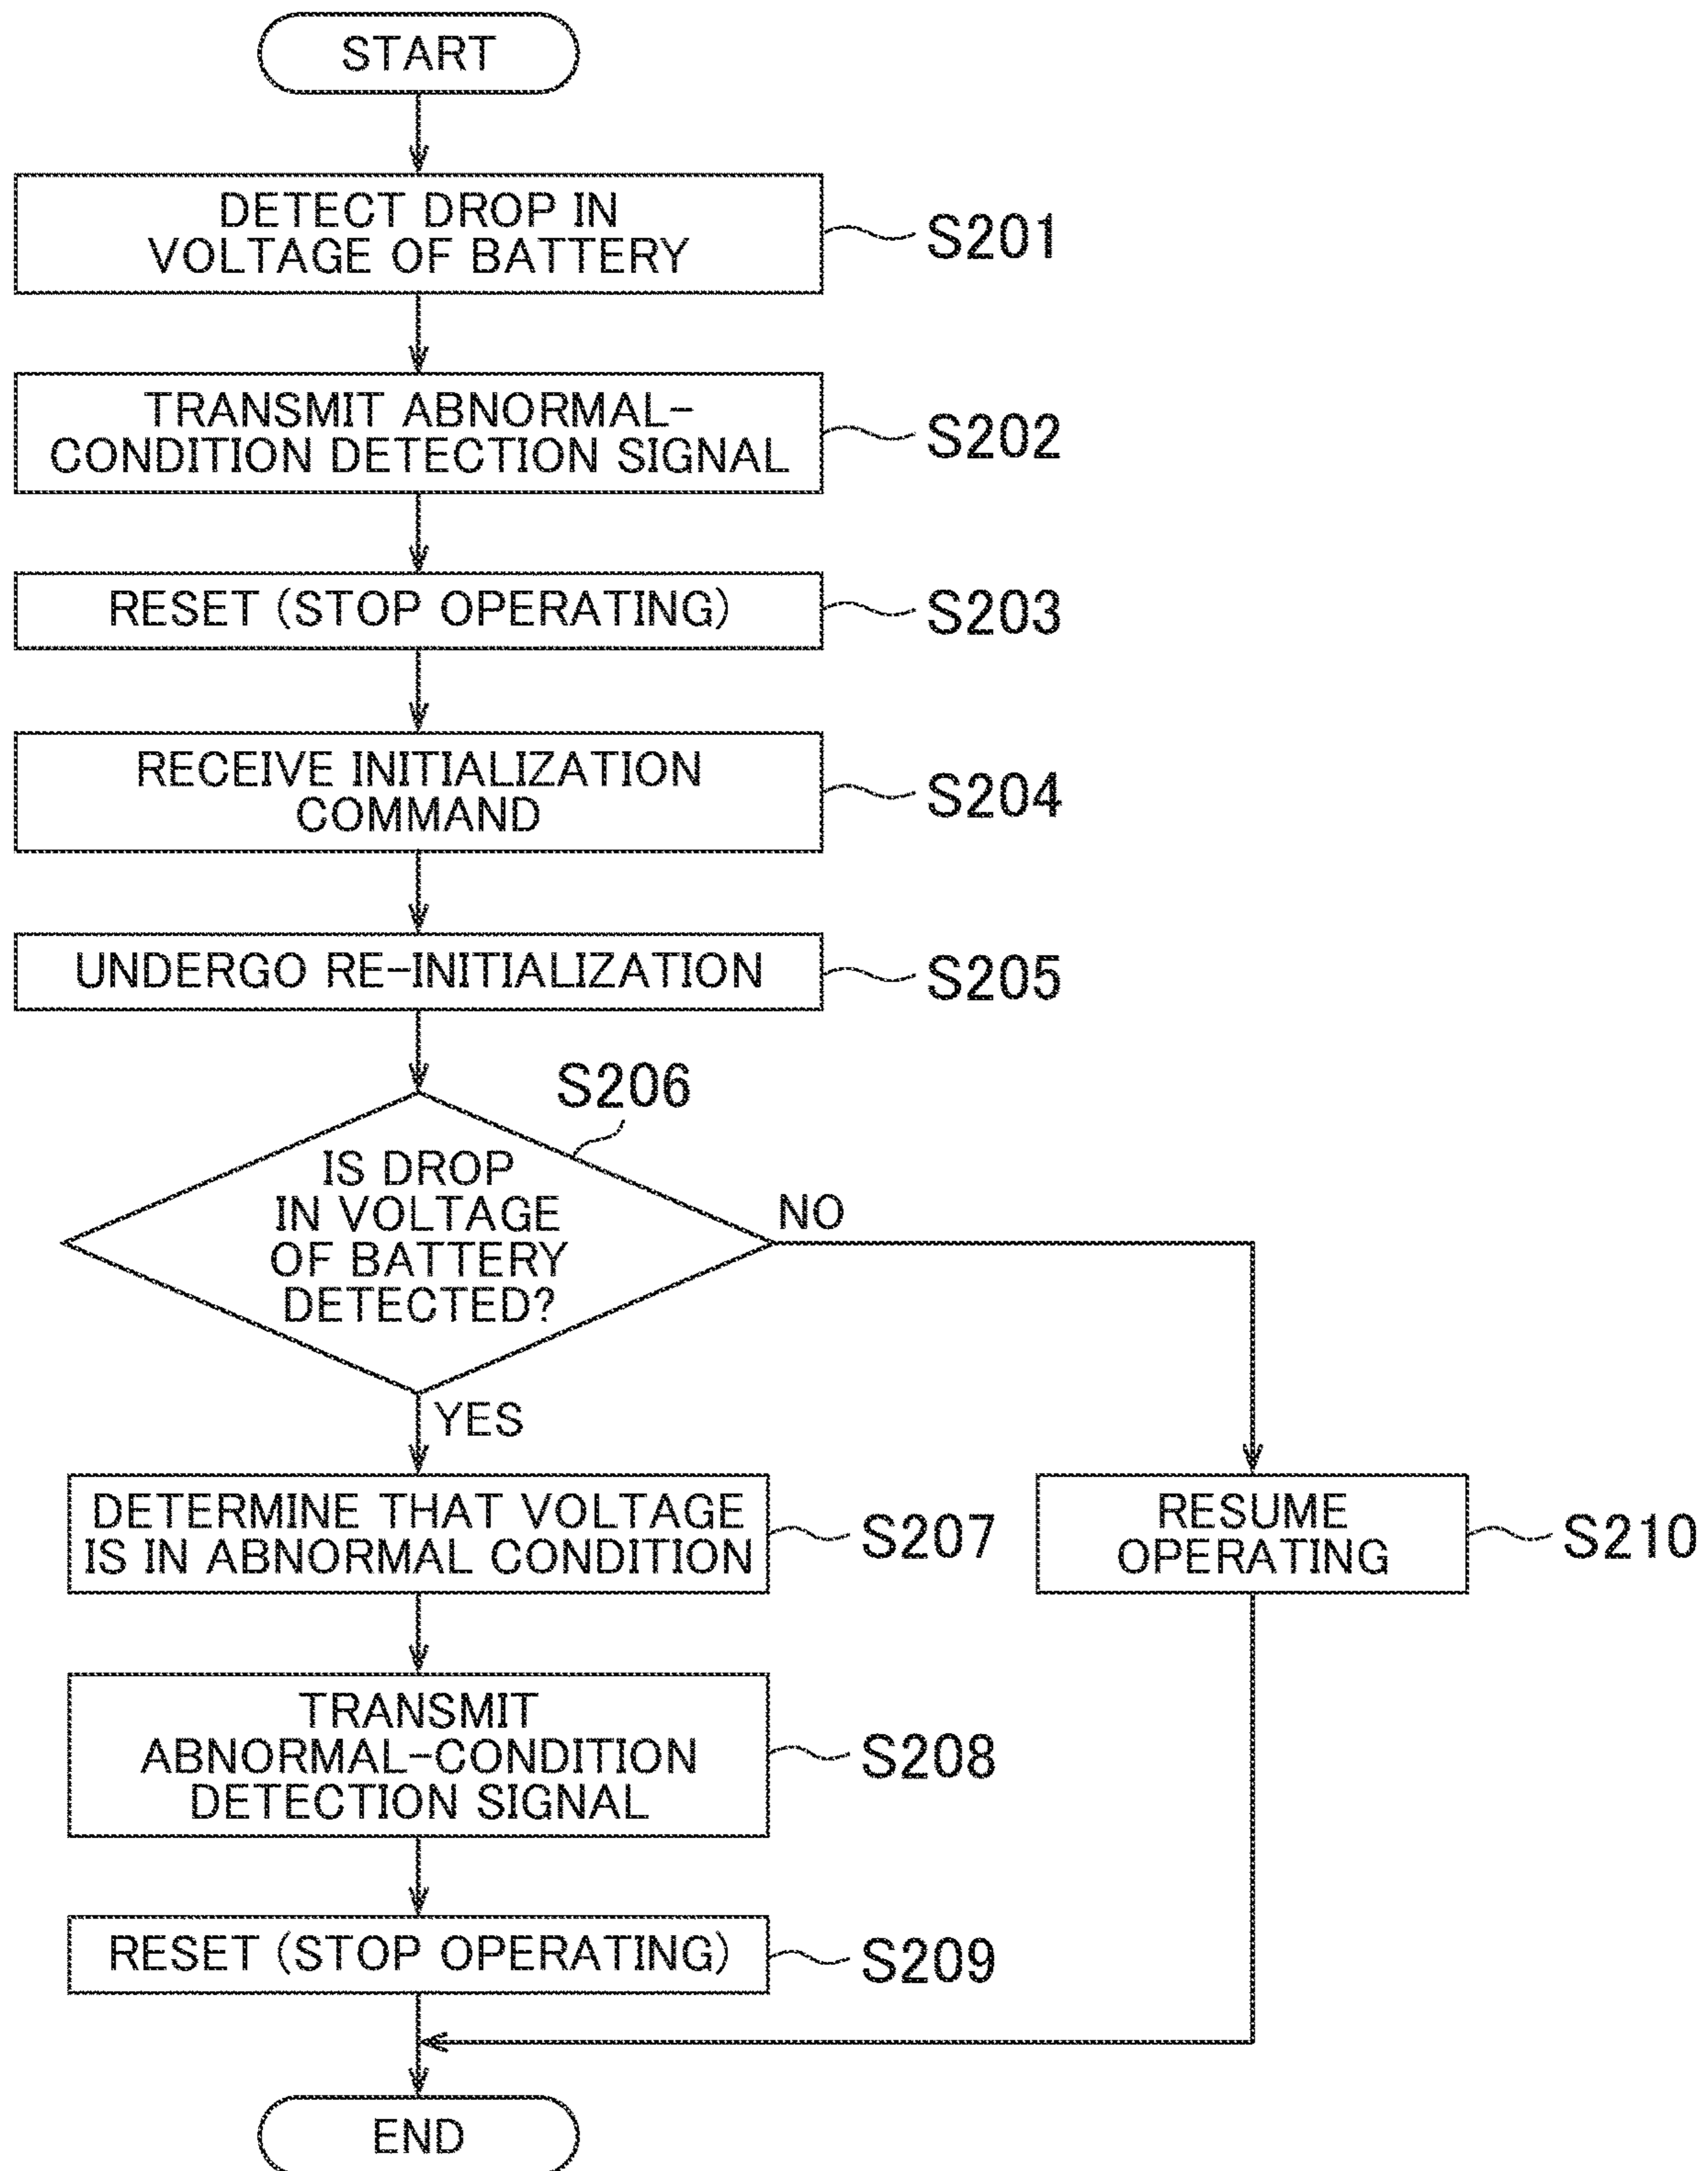 START
DETECT DROP IN
VOLTAGE OF BATTERY
S201
TRANSMIT ABNORMAL-
CONDITION DETECTION SIGNAL
S202
RESET (STOP OPERATING)
S203
RECEIVE INITIALIZATION
COMMAND
S204
UNDERGO RE-INITIALIZATION
S205
S206
IS DROP
IN VOLTAGE
OF BATTERY
DETECTED?
NO
YES
DETERMINE THAT VOLTAGE
IS IN ABNORMAL CONDITION
S207
RESUME
OPERATING
S210
TRANSMIT
ABNORMAL-CONDITION
DETECTION SIGNAL
S208
RESET (STOP OPERATING)
S209
END